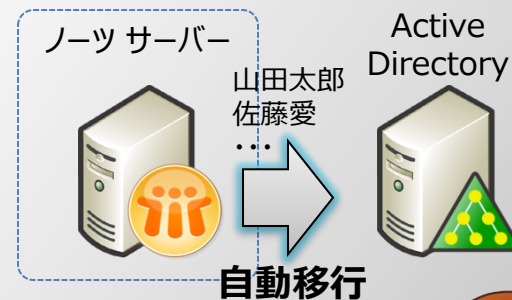 ノーツ サーバー
Active
Directory
山田太郎
佐藤愛
・・・
自動移行